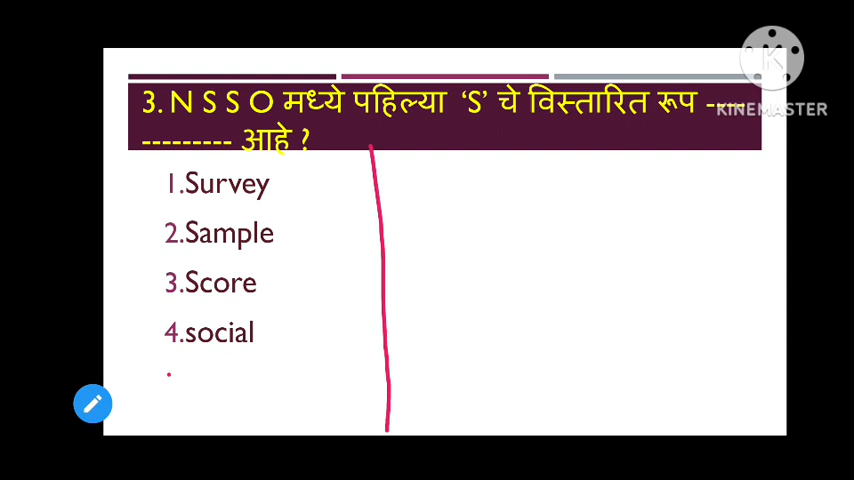 KINEMASTER
3. N S S O मध्ये पहिल्या ‘S’ चे विस्तारित रूप ----
---------- आहे ?
1.Survey
2.Sample
3.Score
4.social